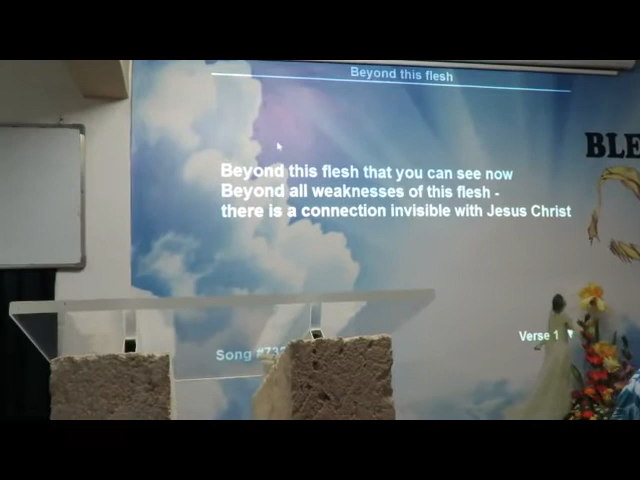 Beyond this flesh
Beyond this flesh that you can see now
Beyond all weaknesses of this flesh -
there is a connection invisible with Jesus Christ
Verse 1
Song